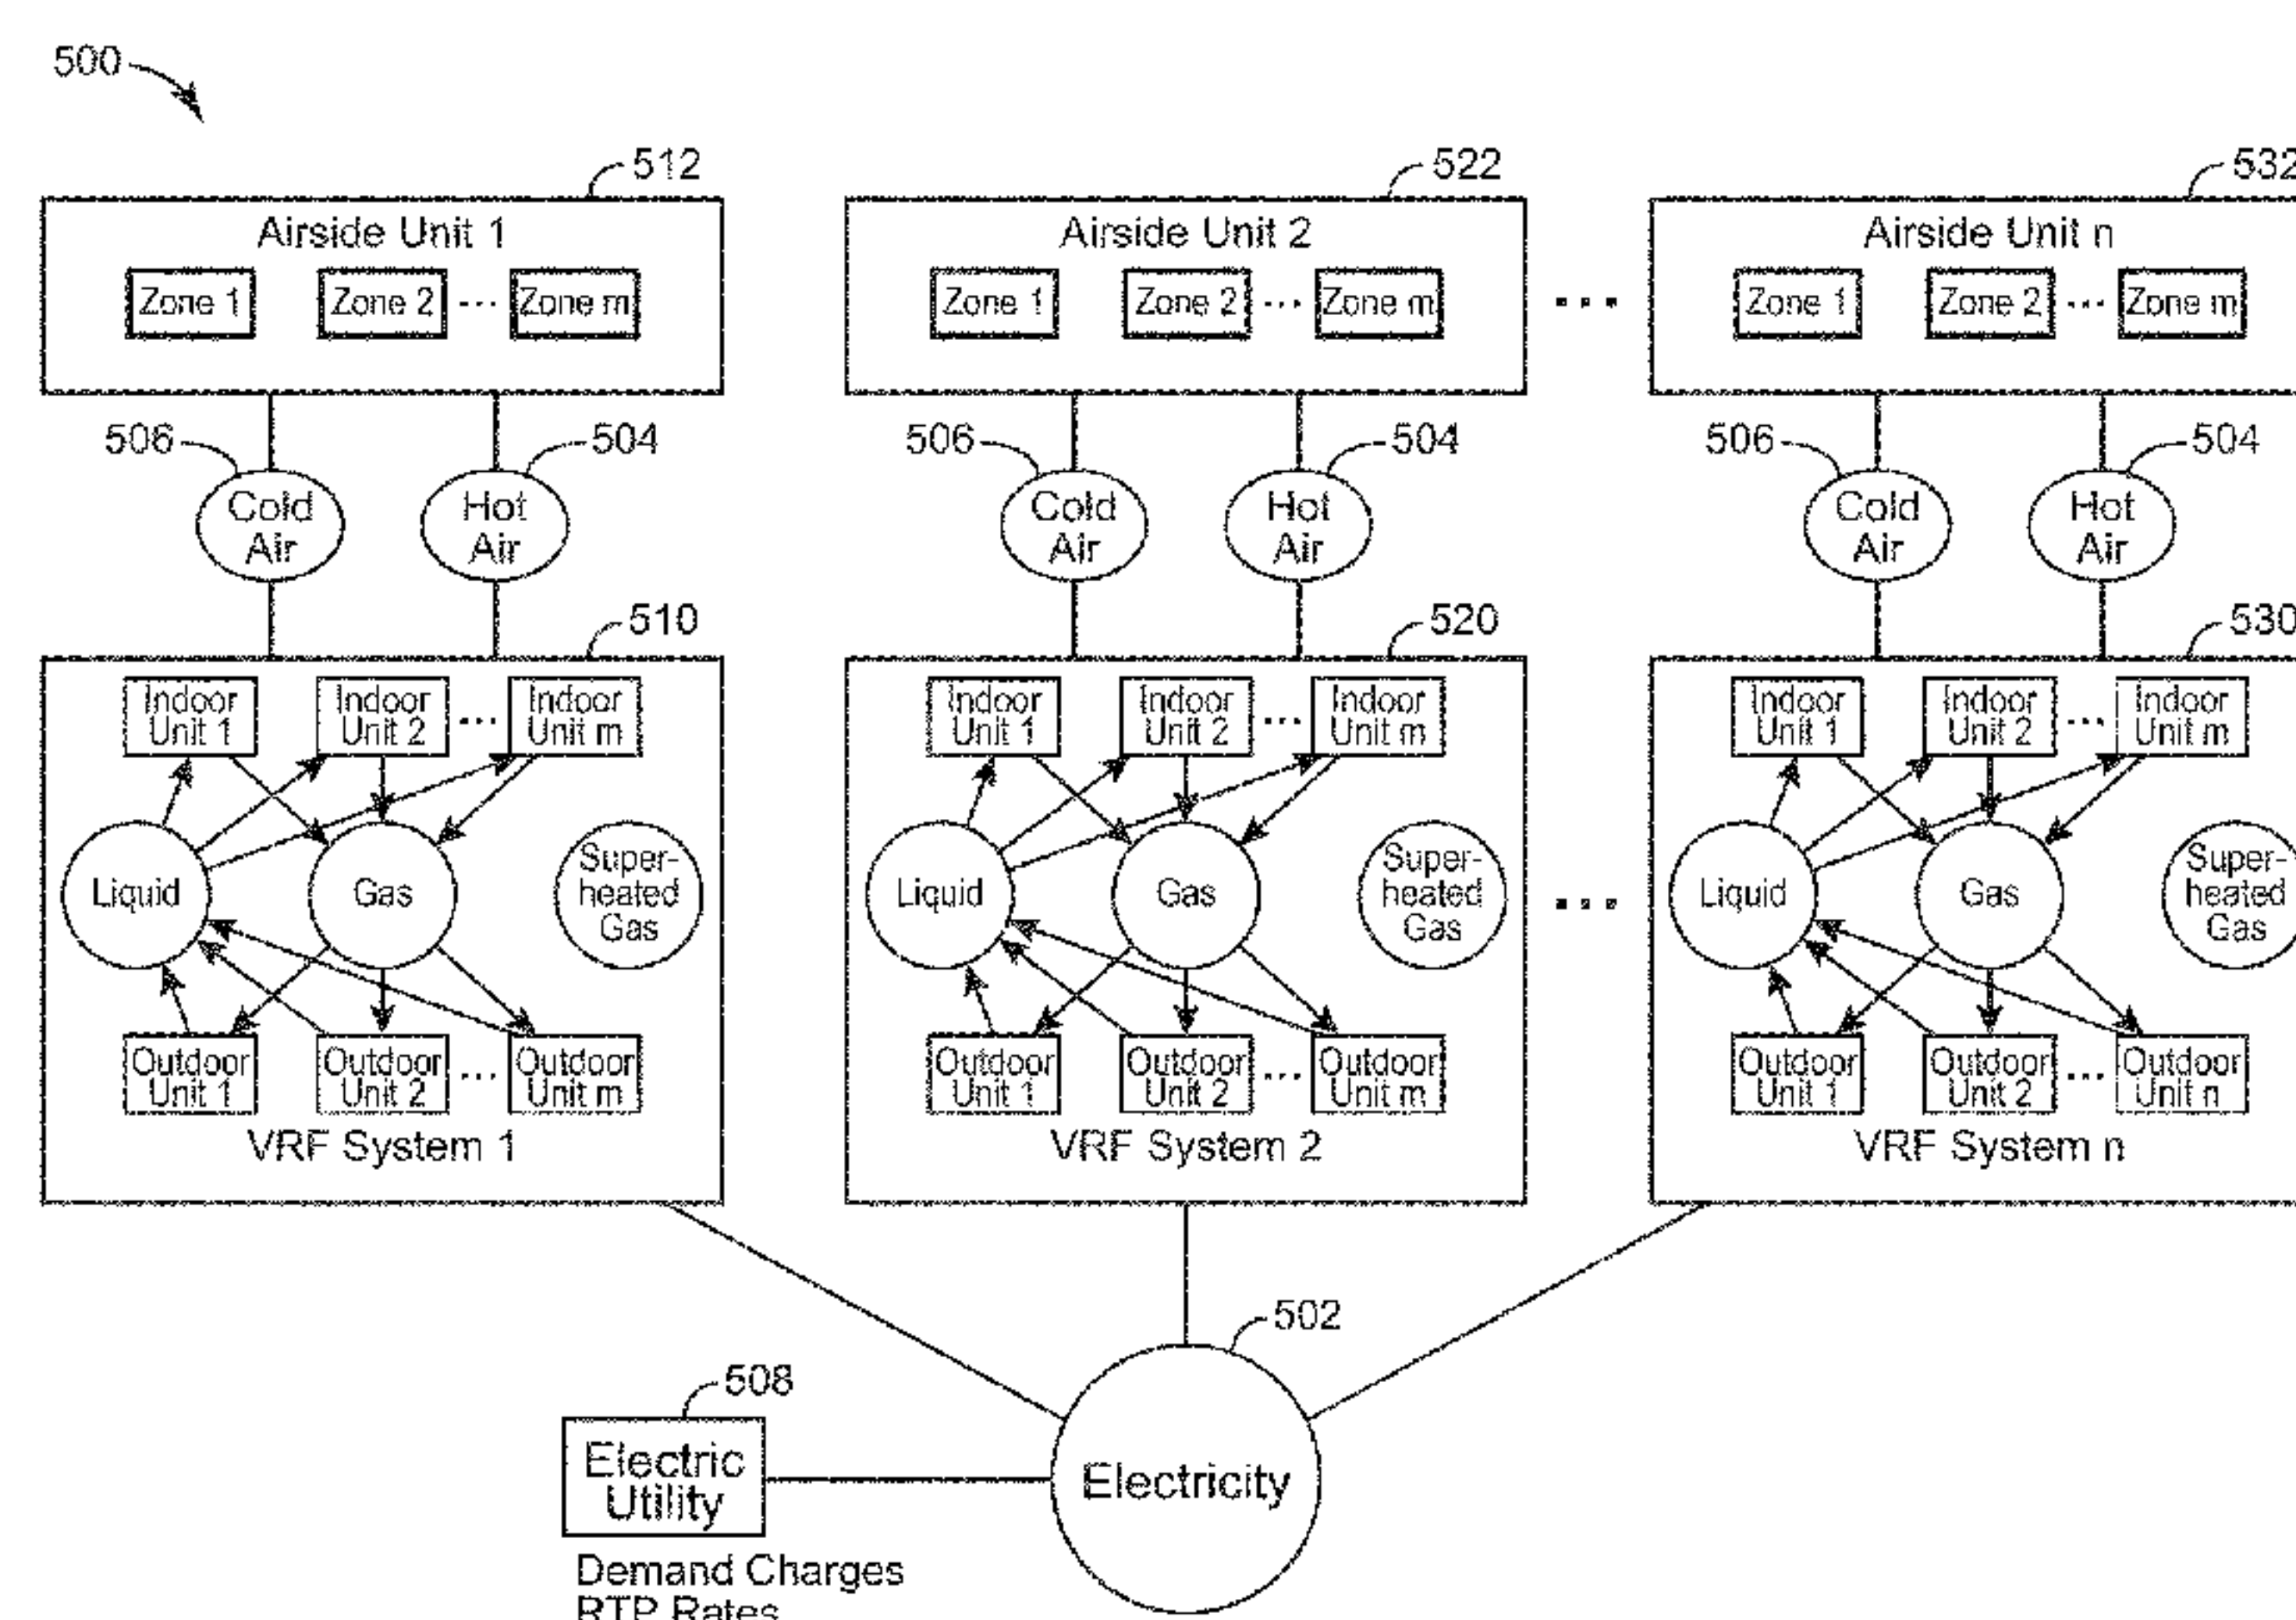 500
512
522
532
Airside Unit 1
Airside Unit 2
Airside Unit n
Zone 1 Zone 2 ... Zone m
Zone 1 Zone 2 ... Zone m
...
Zone 1 Zone 2 ... Zone m
506
504
506
504
506
504
Cold
Air
Hot
Air
Cold
Air
Hot
Air
Cold
Air
Hot
Air
510
520
530
Indoor
Unit 1
Indoor
Unit 2
...
Indoor
Unit m
Indoor
Unit 1
Indoor
Unit 2
...
Indoor
Unit m
Indoor
Unit 1
Indoor
Unit 2
...
Indoor
Unit m
Liquid
Gas
Super-
heated
Gas
Liquid
Gas
Super-
heated
Gas
...
Liquid
Gas
Super-
heated
Gas
Outdoor
Unit 1
Outdoor
Unit 2
...
Outdoor
Unit m
Outdoor
Unit 1
Outdoor
Unit 2
...
Outdoor
Unit m
Outdoor
Unit 1
Outdoor
Unit 2
...
Outdoor
Unit n
VRF System 1
VRF System 2
VRF System n
502
508
Electric
Utility
Electricity
Demand Charges
RTP Rates